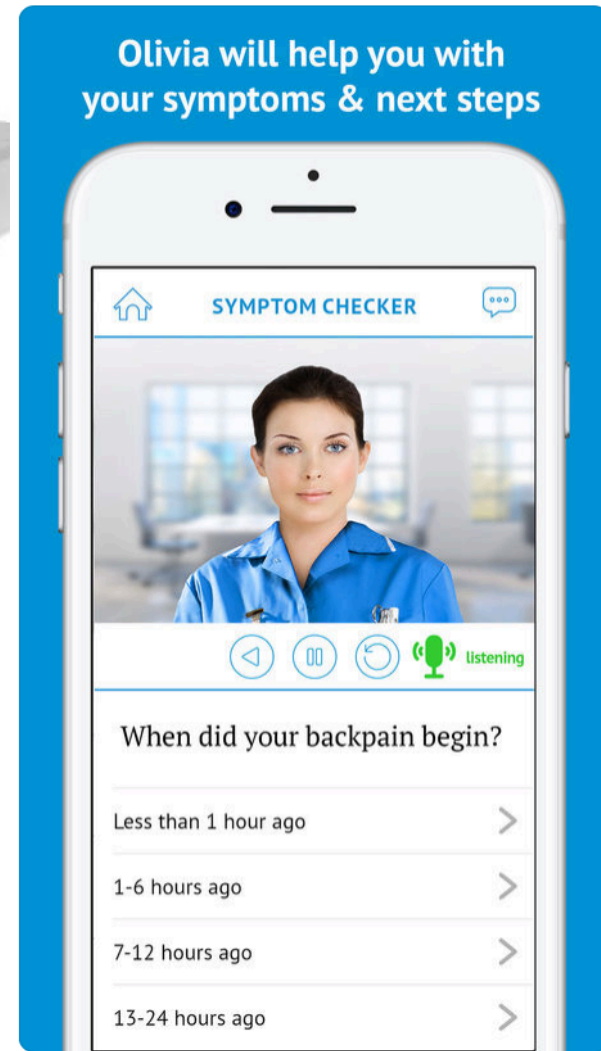 Olivia will help you with
your symptoms & next steps
SYMPTOM CHECKER
listening
When did your backpain begin?
Less than 1 hour ago
1-6 hours ago
7-12 hours ago
13-24 hours ago